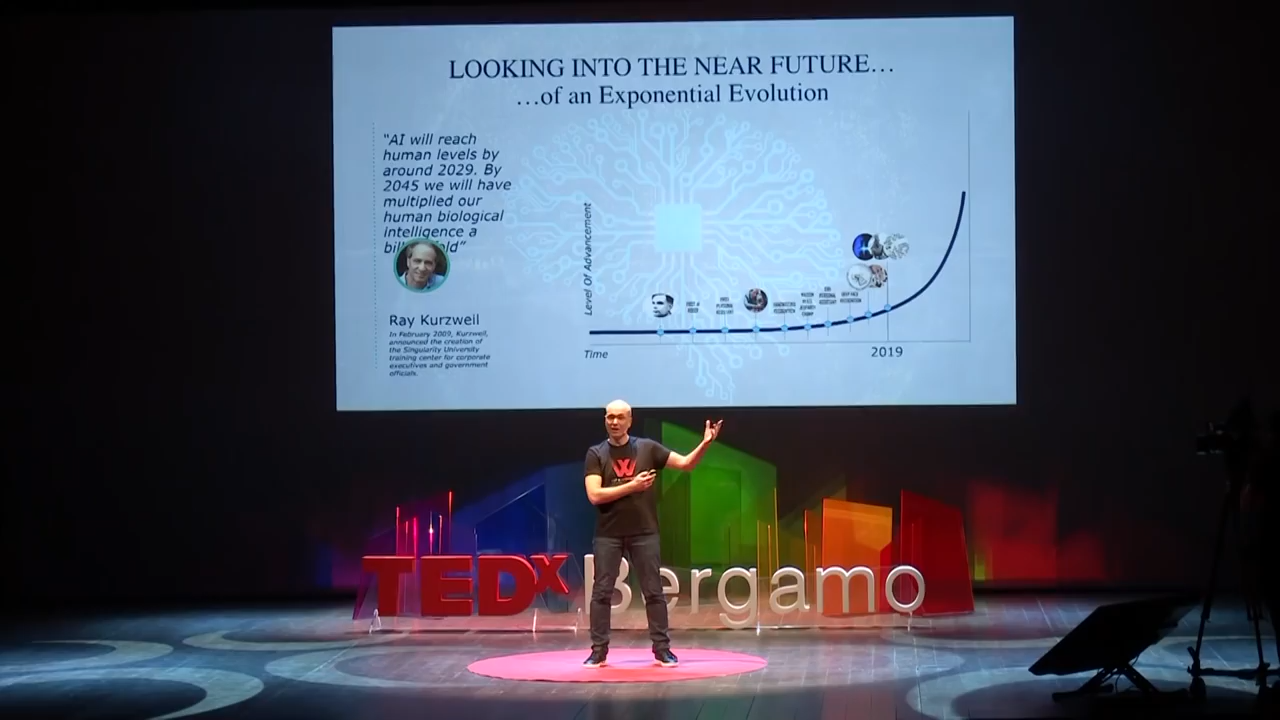 LOOKING INTO THE NEAR FUTURE…
…of an Exponential Evolution
"AI will reach
human levels by
around 2029. By
2045 we will have
multiplied our
human biological
intelligence a
Ray Kurzweil
In February 2009, Kurzweil,
announced the creation of
the Singularity University
training center for corporate
executives and government
officials.
Level Of Advancement
Time
2019
TEDx Bergamo